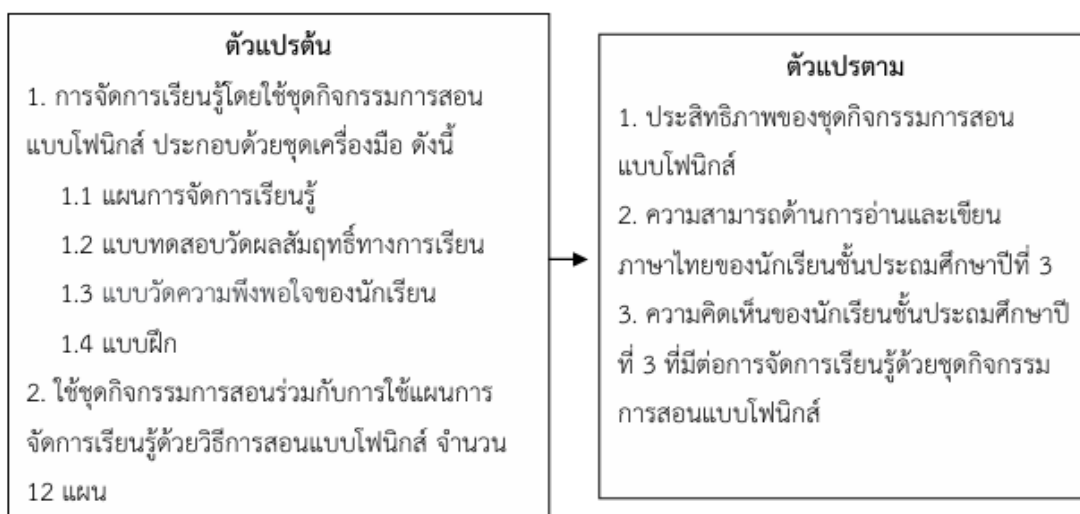 ตัวแปรต้น
1. การจัดการเรียนรู้โดยใช้ชุดกิจกรรมการสอน
แบบโฟนิกส์ ประกอบด้วยชุดเครื่องมือ ดังนี้
1.1 แผนการจัดการเรียนรู้
1.2 แบบทดสอบวัดผลสัมฤทธิ์ทางการเรียน
1.3 แบบวัดความพึงพอใจของนักเรียน
1.4 แบบฝึก
2. ใช้ชุดกิจกรรมการสอนร่วมกับการใช้แผนการ
จัดการเรียนรู้ด้วยวิธีการสอนแบบโฟนิกส์ จำนวน
12 แผน
ตัวแปรตาม
1. ประสิทธิภาพของชุดกิจกรรมการสอน
แบบโฟนิกส์
2. ความสามารถด้านการอ่านและเขียน
ภาษาไทยของนักเรียนชั้นประถมศึกษาปีที่ 3
3. ความคิดเห็นของนักเรียนชั้นประถมศึกษาปี
ที่ 3 ที่มีต่อการจัดการเรียนรู้ด้วยชุดกิจกรรม
การสอนแบบโฟนิกส์